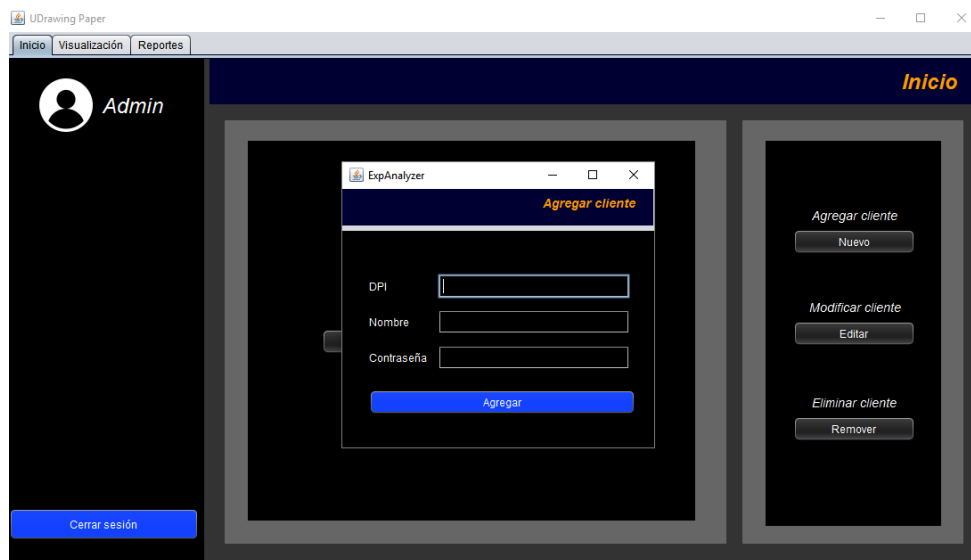 UDrawing Paper
Inicio Visualización Reportes
Admin
Inicio
ExpAnalyzer
Agregar cliente
DPI
Nombre
Contraseña
Agregar
Agregar cliente
Nuevo
Modificar cliente
Editar
Eliminar cliente
Remover
Cerrar sesión